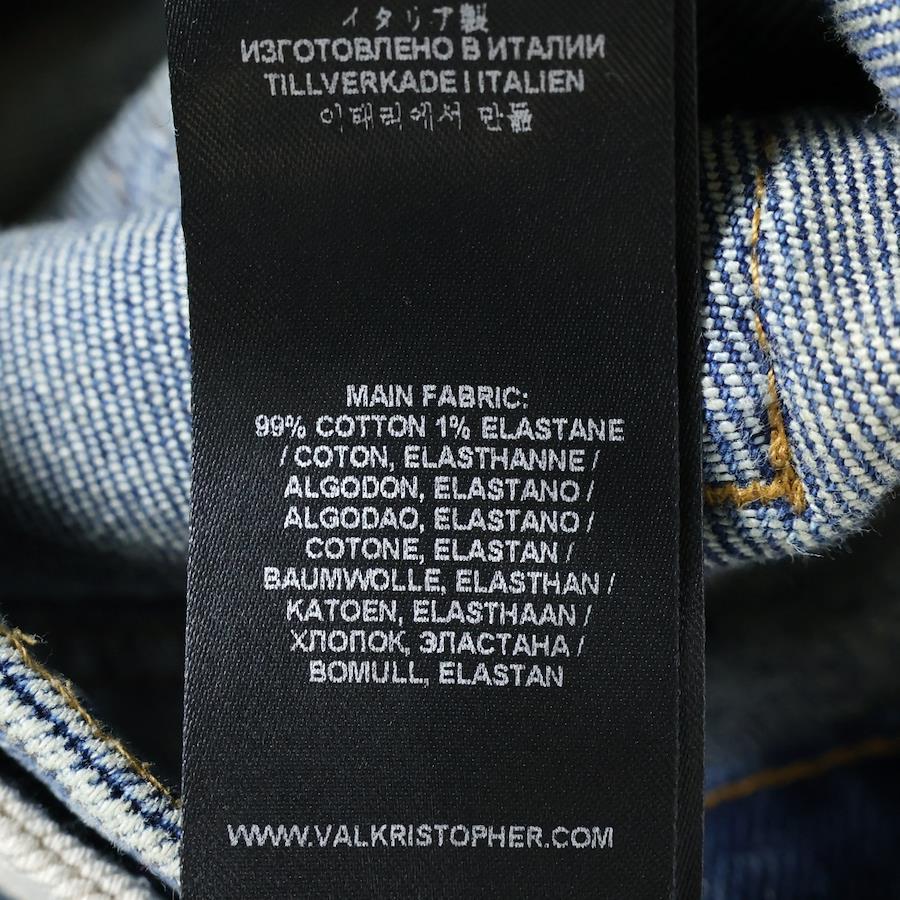 イタリア製
ИЗГОТОВЛЕНО В ИТАЛИИ
TILLVERKADE I ITALIEN
이태리에서 만듦
MAIN FABRIC:
99% COTTON 1% ELASTANE
/ COTON, ELASTHANNE /
ALGODON, ELASTANO /
ALGODAO, ELASTANO /
COTONE, ELASTAN /
BAUMWOLLE, ELASTHAN /
KATOEN, ELASTHAAN /
ХЛОПОК, ЭЛАСТАНА /
BOMULL, ELASTAN
WWW.VALKRISTOPHER.COM